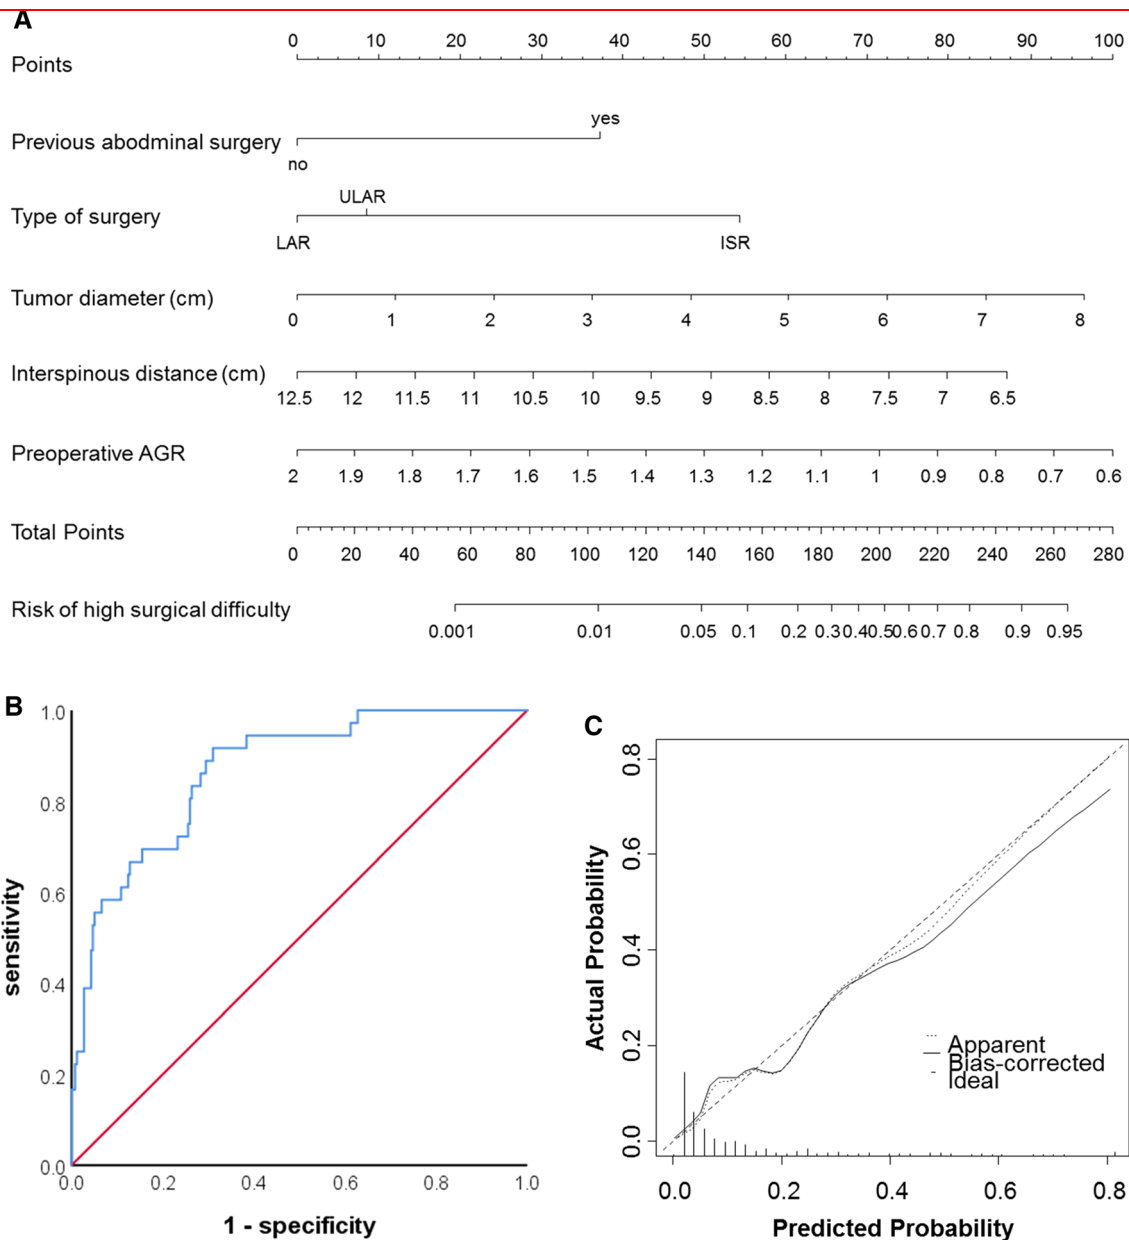 A
0 10 20 30 40 50 60 70 80 90 100
Points
yes
Previous abodminal surgery
no
ULAR
Type of surgery
LAR ISR
Tumor diameter (cm)
0 1 2 3 4 5 6 7 8
Interspinous distance (cm)
12.5 12 11.5 11 10.5 10 9.5 9 8.5 8 7.5 7 6.5
Preoperative AGR
2 1.9 1.8 1.7 1.6 1.5 1.4 1.3 1.2 1.1 1 0.9 0.8 0.7 0.6
Total Points
0 20 40 60 80 100 120 140 160 180 200 220 240 260 280
Risk of high surgical difficulty
0.001 0.01 0.05 0.1 0.2 0.3 0.4 0.5 0.6 0.7 0.8 0.9 0.95
B
1.0
0.8
0.6
0.4
0.2
0.0
sensitivity
0.0 0.2 0.4 0.6 0.8 1.0
1 - specificity
C
0.8
0.6
0.4
0.2
0.0
Actual Probability
Apparent
Bias-corrected
Ideal
0.0 0.2 0.4 0.6 0.8
Predicted Probability